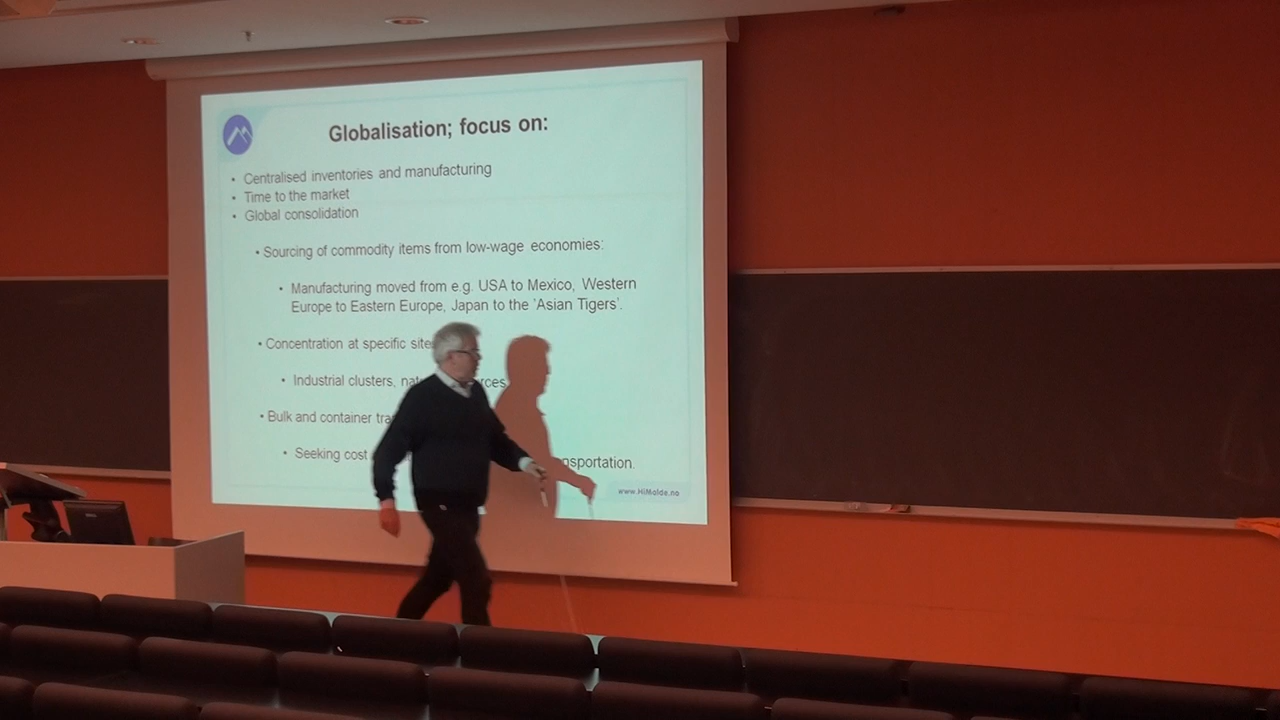 Globalisation; focus on:
• Centralised inventories and manufacturing
• Time to the market
• Global consolidation
• Sourcing of commodity items from low-wage economies:
• Manufacturing moved from e.g. USA to Mexico, Western
Europe to Eastern Europe, Japan to the 'Asian Tigers'.
• Concentration at specific
• Industrial clusters,
• Bulk and container
• Seeking cost
www.HiMolde.no